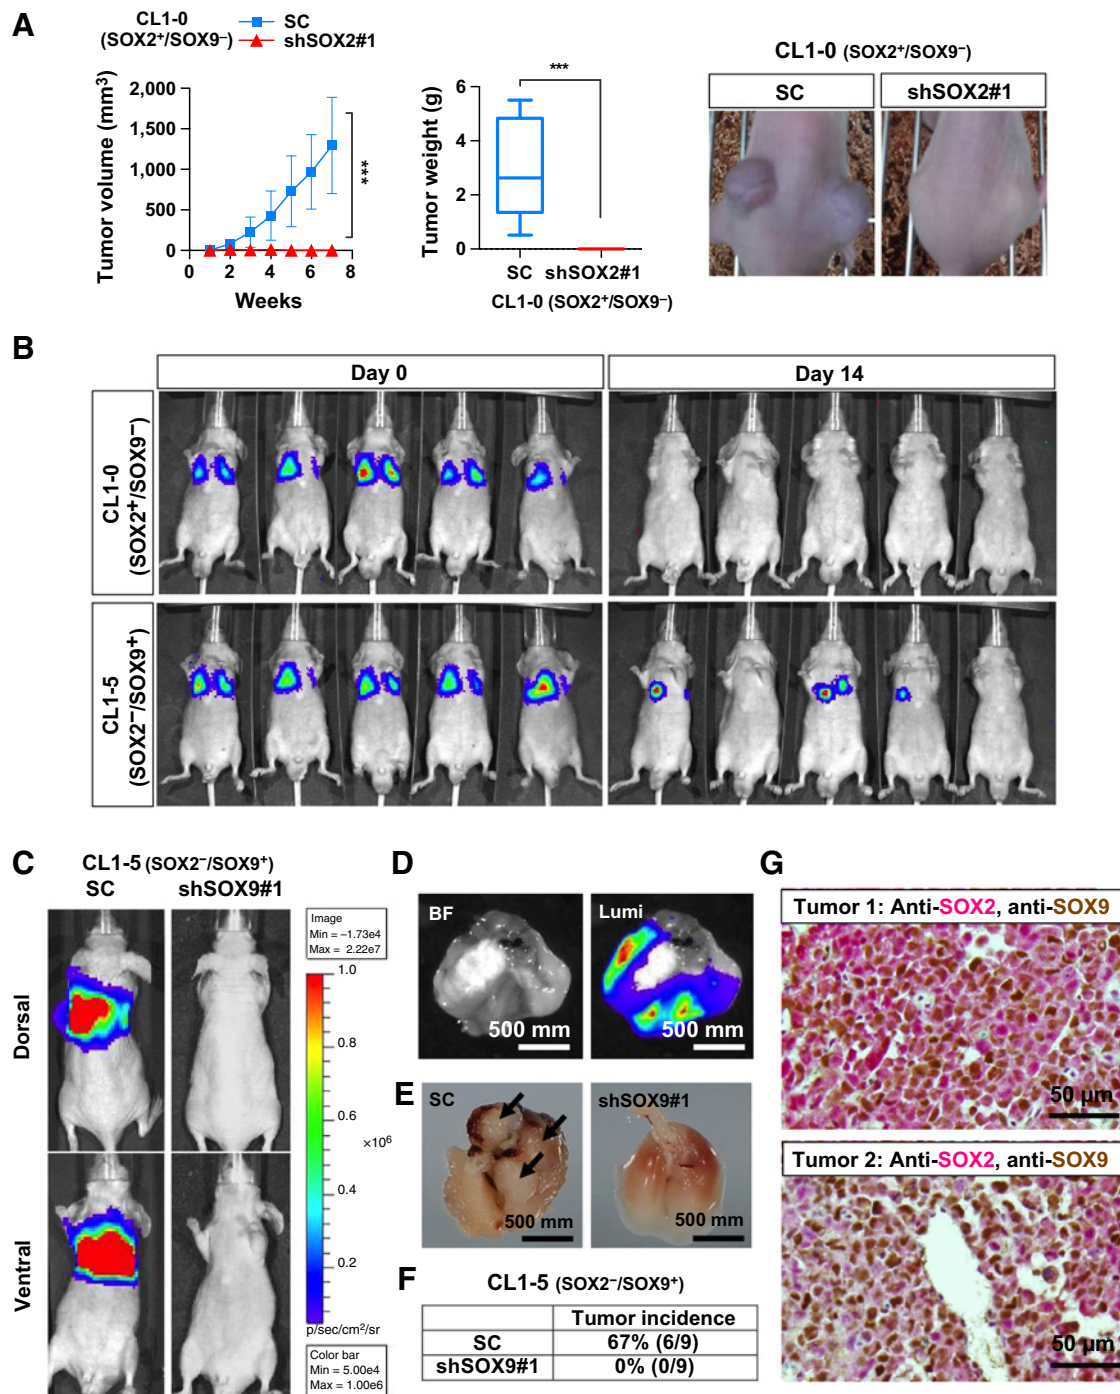 A
CL1-0
(SOX2⁺/SOX9⁻)
SC
shSOX2#1
Tumor volume (mm³)
2,000
1,500
1,000
500
0
0 2 4 6 8
Weeks
***
Tumor weight (g)
6
4
2
0
***
SC shSOX2#1
CL1-0 (SOX2⁺/SOX9⁻)
CL1-0 (SOX2⁺/SOX9⁻)
SC shSOX2#1
B
Day 0 Day 14
CL1-0
(SOX2⁺/SOX9⁻)
CL1-5
(SOX2⁻/SOX9⁺)
C
CL1-5 (SOX2⁻/SOX9⁺)
SC shSOX9#1
Dorsal
Ventral
Image
Min = –1.73e4
Max = 2.22e7
1.0
0.8
0.6
×10⁶
0.4
0.2
p/sec/cm²/sr
Color bar
Min = 5.00e4
Max = 1.00e6
D
BF
500 mm
Lumi
500 mm
E
SC
500 mm
shSOX9#1
500 mm
F
CL1-5 (SOX2⁻/SOX9⁺)
Tumor incidence
SC 67% (6/9)
shSOX9#1 0% (0/9)
G
Tumor 1: Anti-SOX2, anti-SOX9
50 µm
Tumor 2: Anti-SOX2, anti-SOX9
50 µm